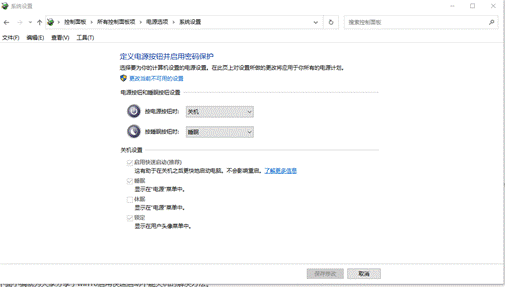 系统设置
控制面板 › 所有控制面板项 › 电源选项 › 系统设置
搜索控制面板
文件(F) 编辑(E) 查看(V) 工具(T)
定义电源按钮并启用密码保护
选择要为你的计算机设置的电源设置。在此页上对设置所做的更改将应用于你所有的电源计划。
更改当前不可用的设置
电源按钮和睡眠按钮设置
按电源按钮时: 关机
按睡眠按钮时: 睡眠
关机设置
启用快速启动(推荐)
这有助于在关机之后更快地启动电脑。不会影响重启。了解更多信息
睡眠
显示在"电源"菜单中。
休眠
显示在"电源"菜单中。
锁定
显示在用户头像菜单中。
保存修改 取消